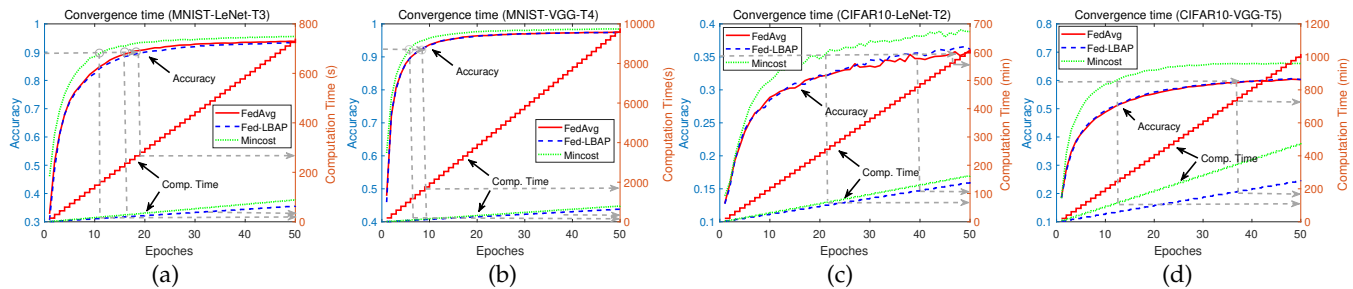 Convergence time (MNIST-LeNet-T3)
Accuracy
1
0.9
0.8
0.7
0.6
0.5
0.4
0.3
0 10 20 30 40 50
Epoches
800
600
400
200
0
Computation Time (s)
Accuracy
FedAvg
Fed-LBAP
Mincost
Comp. Time
(a)
Convergence time (MNIST-VGG-T4)
Accuracy
1
0.9
0.8
0.7
0.6
0.5
0.4
0 10 20 30 40 50
Epoches
10000
8000
6000
4000
2000
0
Computation Time(s)
Accuracy
FedAvg
Fed-LBAP
Mincost
Comp. Time
(b)
Convergence time (CIFAR10-LeNet-T2)
Accuracy
0.4
0.35
0.3
0.25
0.2
0.15
0.1
0 10 20 30 40 50
Epoches
700
600
500
400
300
200
100
0
Computation Time (min)
FedAvg
Fed-LBAP
Mincost
Accuracy
Comp. Time
(c)
Convergence time (CIFAR10-VGG-T5)
Accuracy
0.8
0.7
0.6
0.5
0.4
0.3
0.2
0.1
0 10 20 30 40 50
Epoches
1200
1000
800
600
400
200
0
Computation Time (min)
FedAvg
Fed-LBAP
Mincost
Accuracy
Comp. Time
(d)